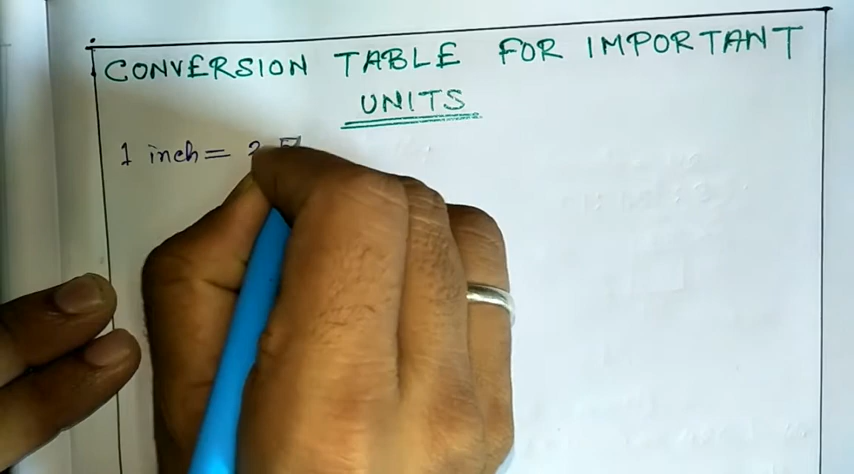 CONVERSION TABLE FOR IMPORTANT
UNITS
1 inch =